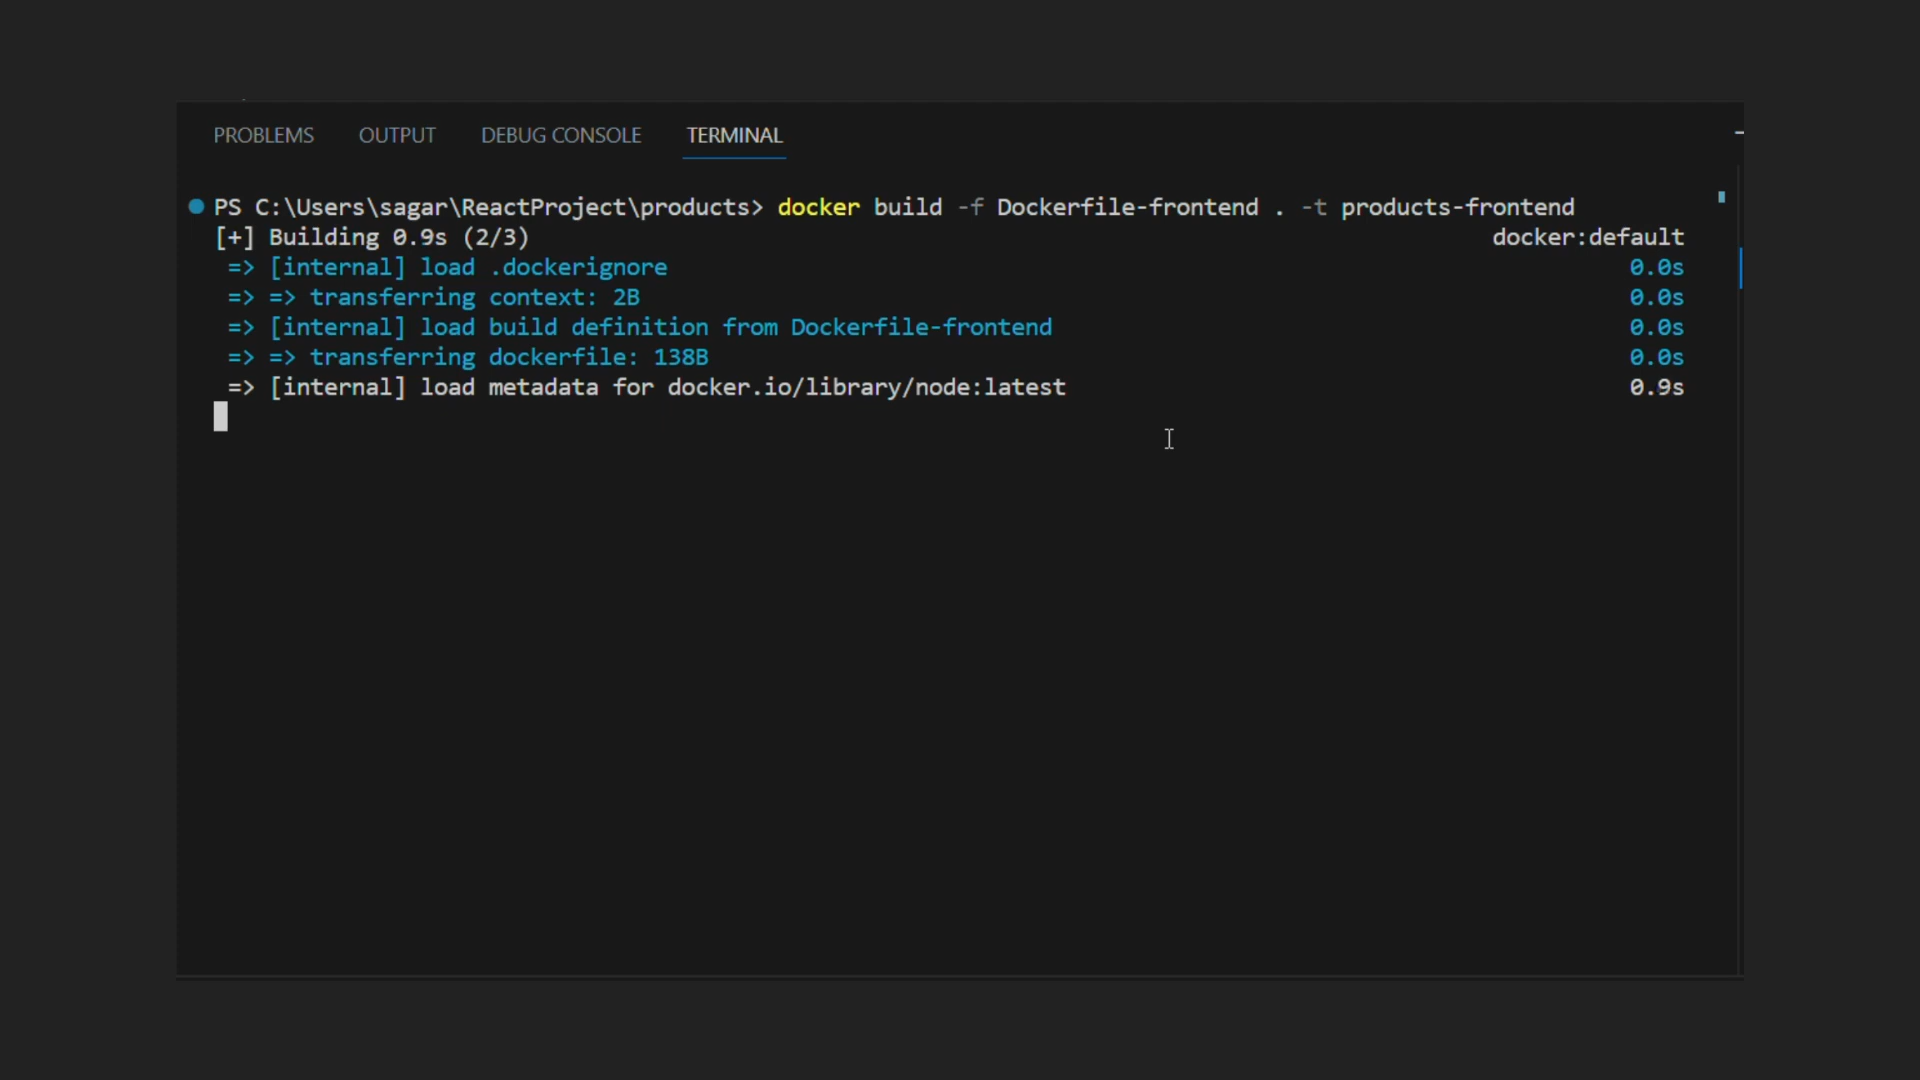 PROBLEMS OUTPUT DEBUG CONSOLE TERMINAL
PS C:\Users\sagar\ReactProject\products> docker build -f Dockerfile-frontend . -t products-frontend
[+] Building 0.9s (2/3) docker:default
=> [internal] load .dockerignore 0.0s
=> => transferring context: 2B 0.0s
=> [internal] load build definition from Dockerfile-frontend 0.0s
=> => transferring dockerfile: 138B 0.0s
=> [internal] load metadata for docker.io/library/node:latest 0.9s